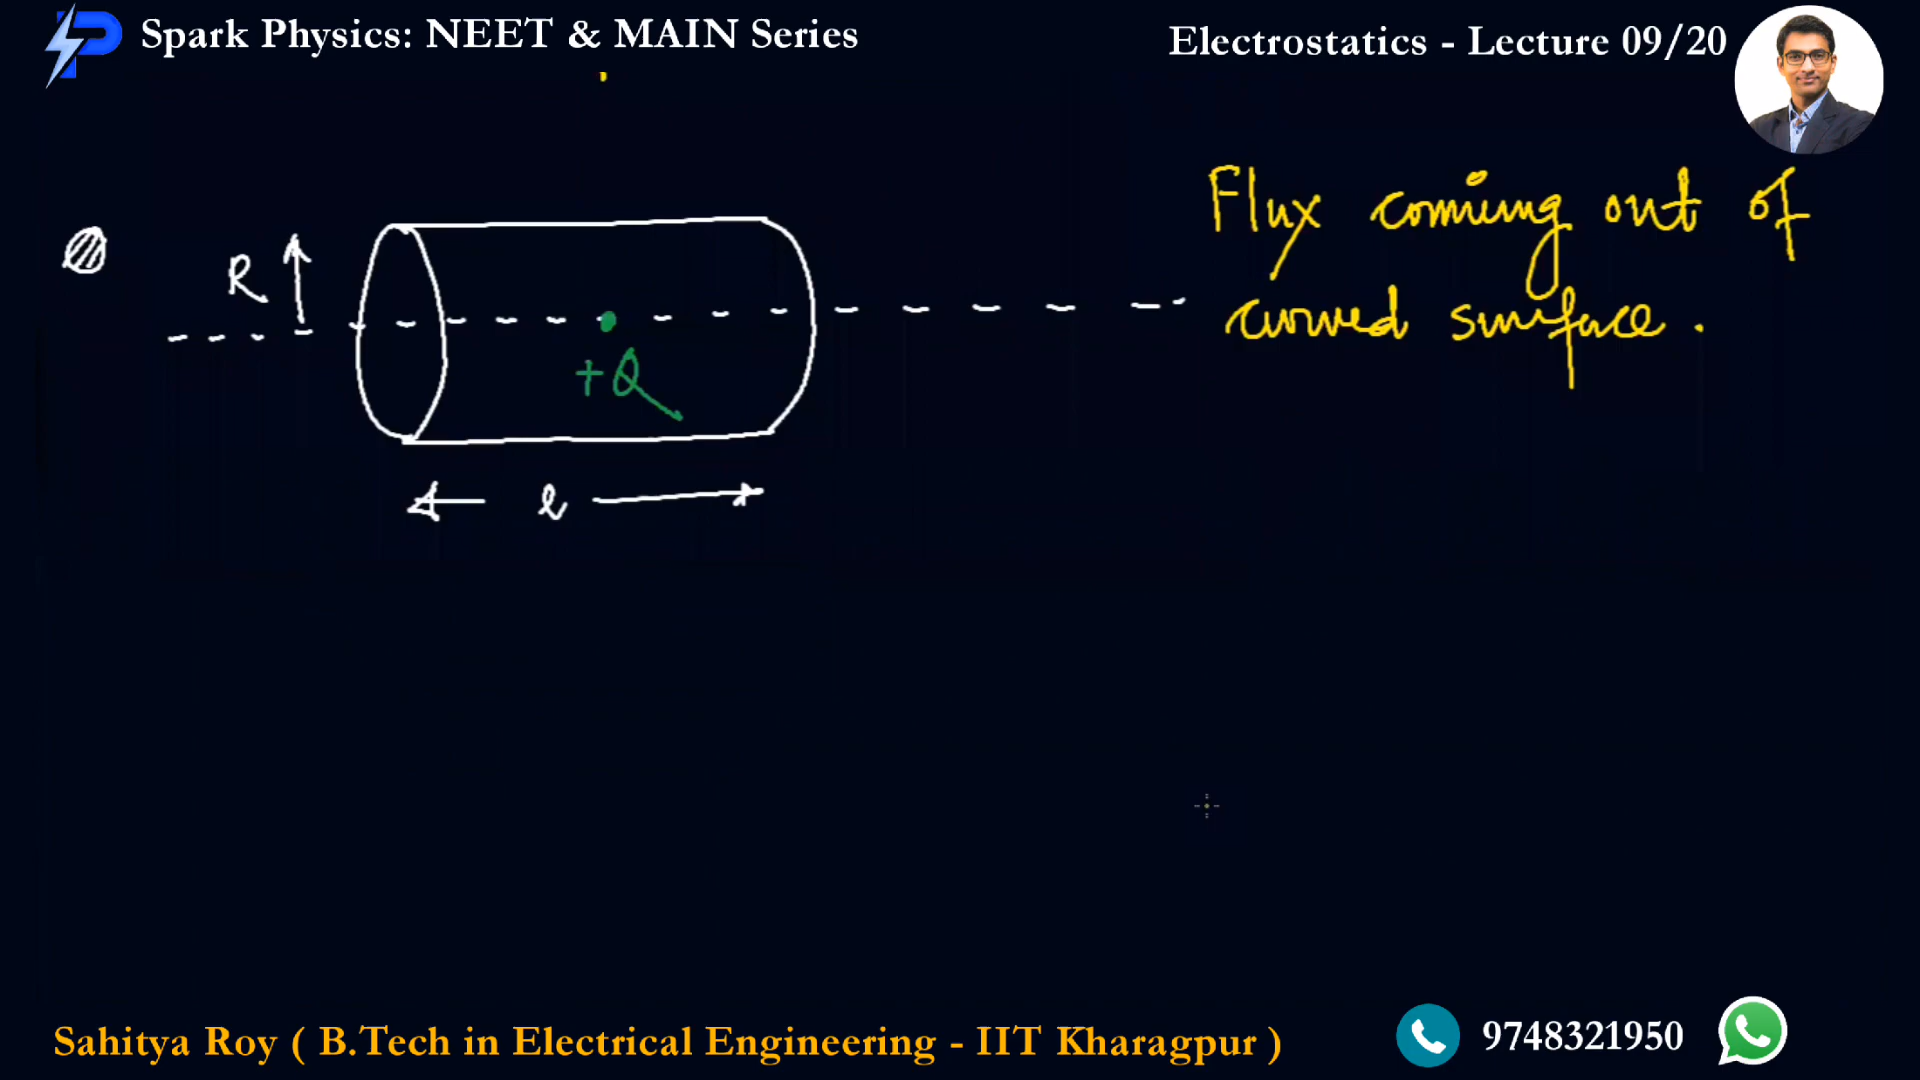 Spark Physics: NEET & MAIN Series
Electrostatics - Lecture 09/20
Flux coming out of
curved surface.
R
+Q
l
Sahitya Roy ( B.Tech in Electrical Engineering - IIT Kharagpur )
9748321950